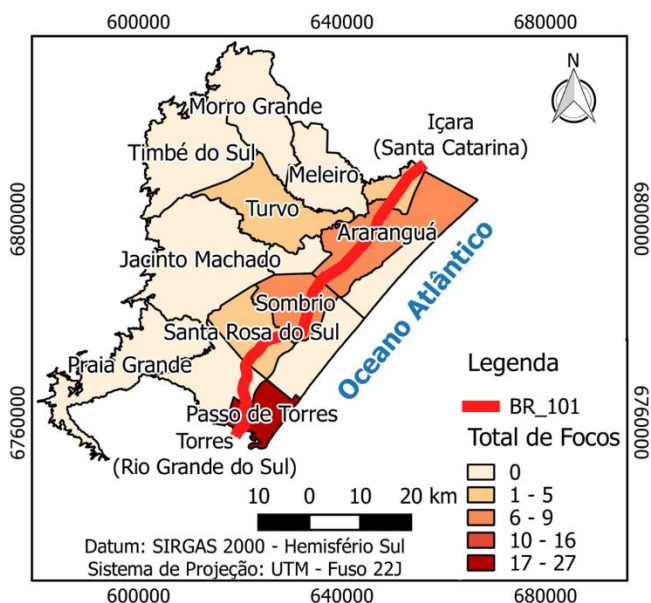 600000 640000 680000
N
Morro Grande
Içara
(Santa Catarina)
Timbé do Sul
Meleiro
6800000
6800000
Turvo
Araranguá
Jacinto Machado
Oceano Atlântico
Sombrio
Santa Rosa do Sul
Praia Grande
Legenda
BR_101
6760000
6760000
Passo de Torres
Torres
(Rio Grande do Sul)
Total de Focos
0
1 - 5
6 - 9
10 - 16
17 - 27
10 0 10 20 km
Datum: SIRGAS 2000 - Hemisfério Sul
Sistema de Projeção: UTM - Fuso 22J
600000 640000 680000